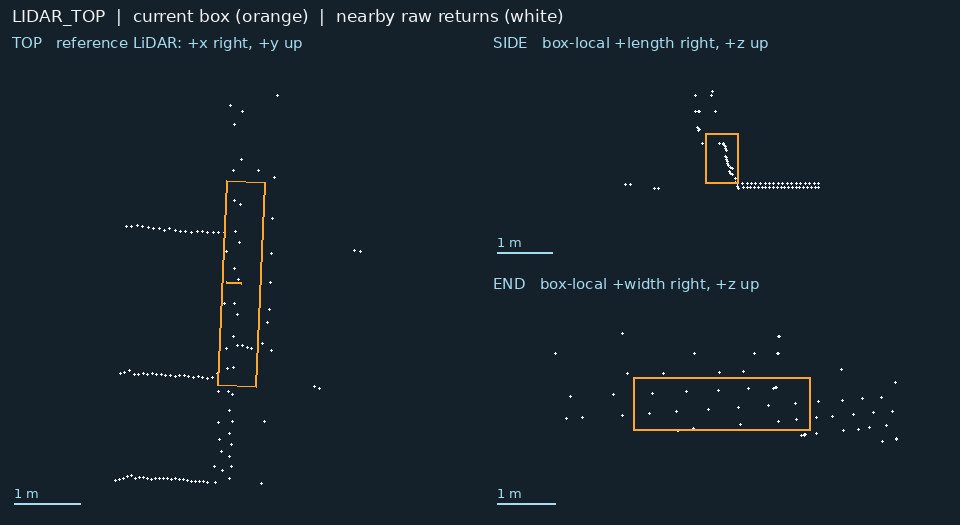 LIDAR_TOP | current box (orange) | nearby raw returns (white)
TOP reference LiDAR: +x right, +y up
SIDE box-local +length right, +z up
1 m
END box-local +width right, +z up
1 m
1 m